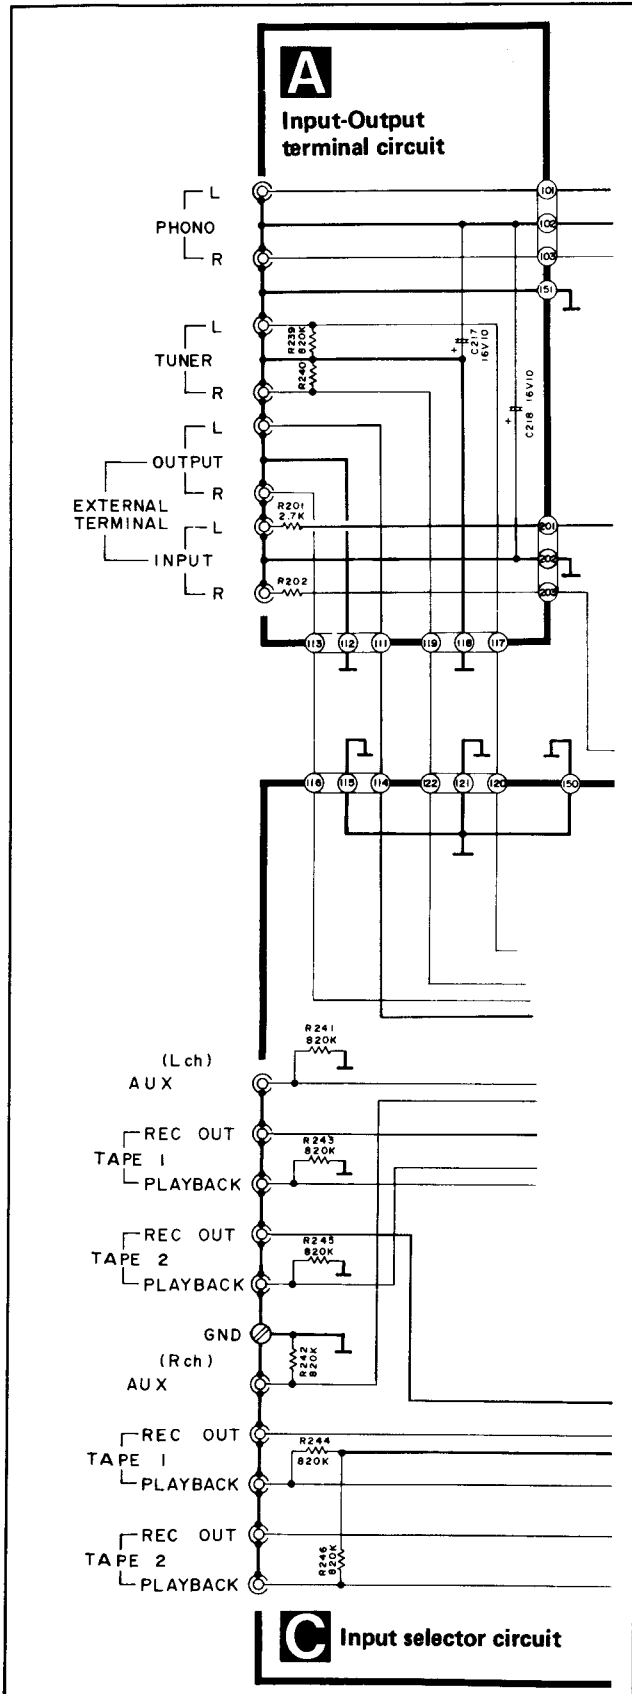 A
Input-Output
terminal circuit
L
PHONO
R
101
102
103
151
L
TUNER
R
R239
820K
R240
C217
16V10
+
C218 16V10
+
L
OUTPUT
R
EXTERNAL
TERMINAL
L
INPUT
R
R201
2.7K
R202
201
202
203
113
112
111
119
118
117
116
115
114
122
121
120
150
R241
820K
(Lch)
AUX
REC OUT
TAPE 1
PLAYBACK
R243
820K
REC OUT
TAPE 2
PLAYBACK
R245
820K
GND
R242
820K
(Rch)
AUX
REC OUT
TAPE 1
PLAYBACK
R244
820K
REC OUT
TAPE 2
PLAYBACK
R246
820K
C Input selector circuit